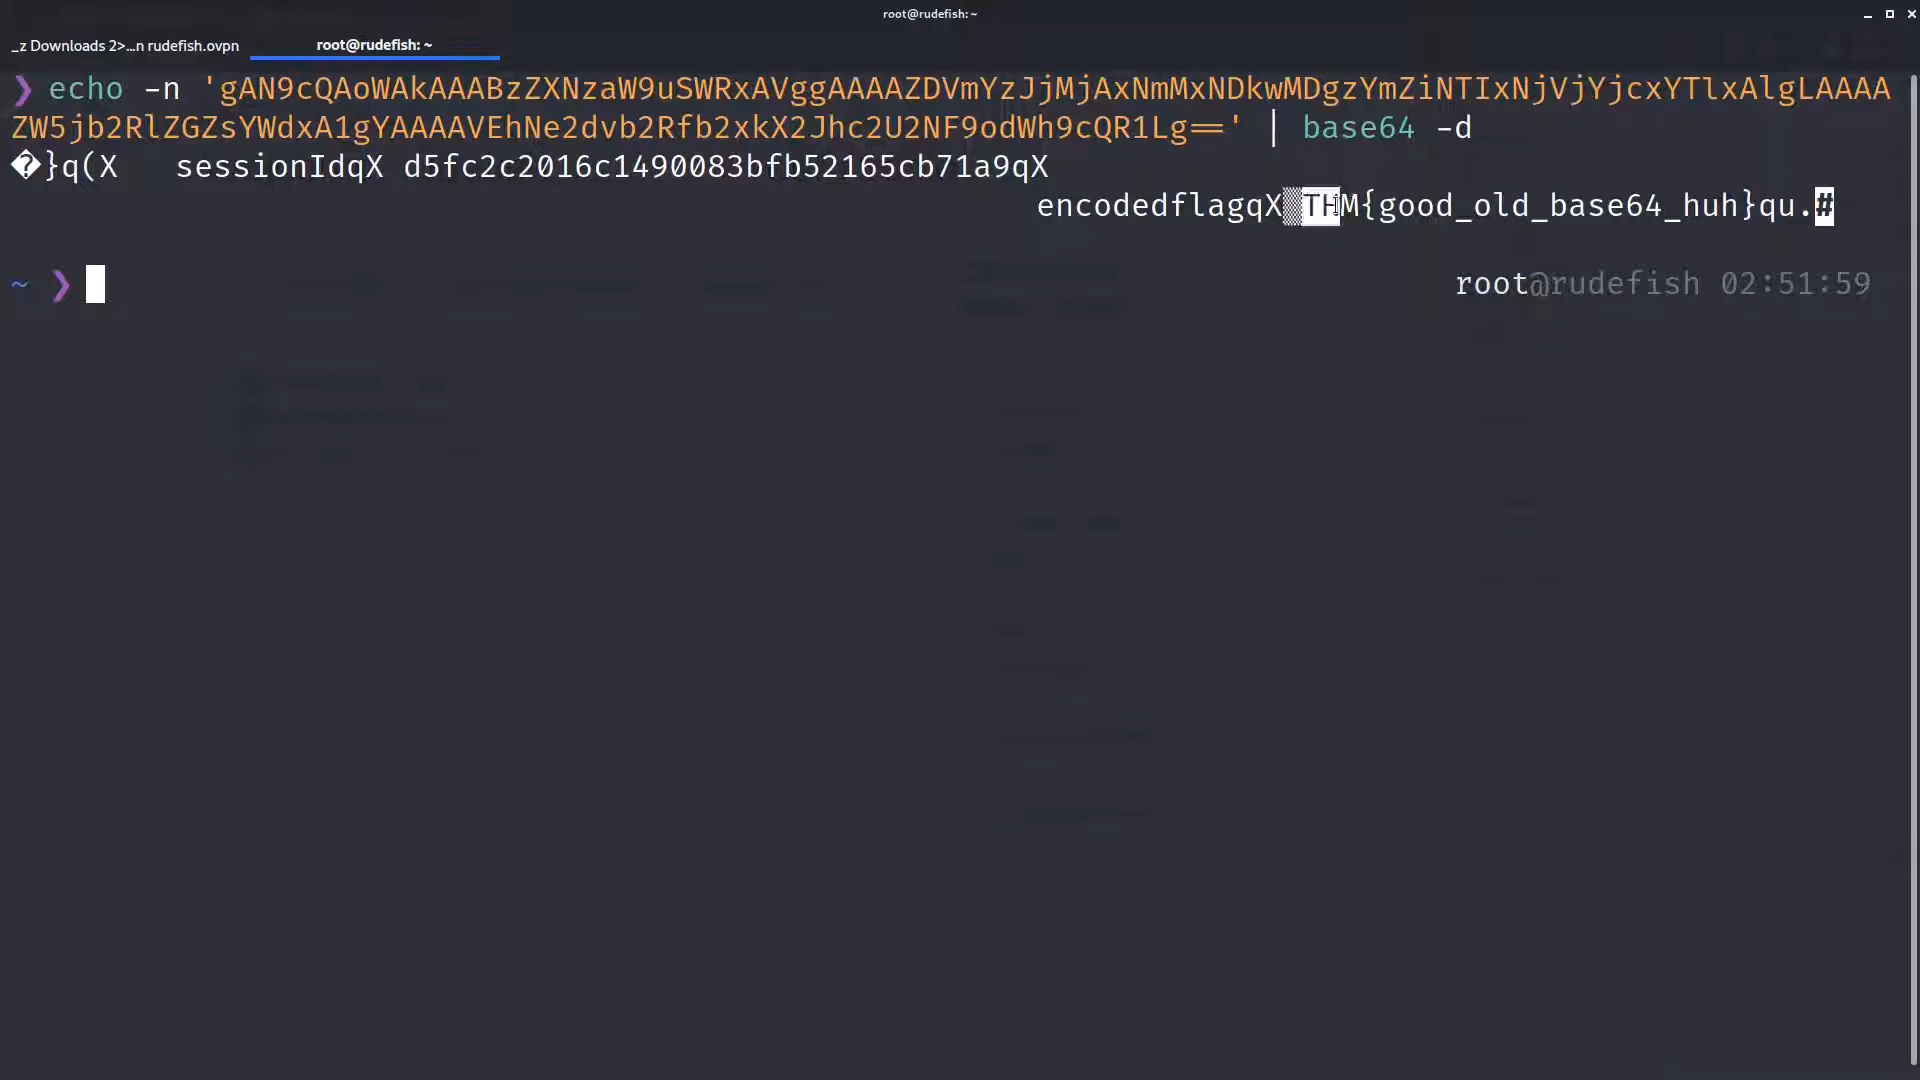 root@rudefish: ~
_z Downloads 2>...n rudefish.ovpn
root@rudefish: ~
❯ echo -n 'gAN9cQAoWAkAAABzZXNzaW9uSWRxAVggAAAAZDVmYzJjMjAxNmMxNDkwMDgzYmZiNTIxNjVjYjcxYTlxAlgLAAAA
ZW5jb2RlZGZsYWdxA1gYAAAAVEhNe2dvb2Rfb2xkX2Jhc2U2NF9odWh9cQR1Lg==' | base64 -d
�}q(X   sessionIdqX d5fc2c2016c1490083bfb52165cb71a9qX
encodedflagqX▒THM{good_old_base64_huh}qu.#
~ ❯
root@rudefish 02:51:59